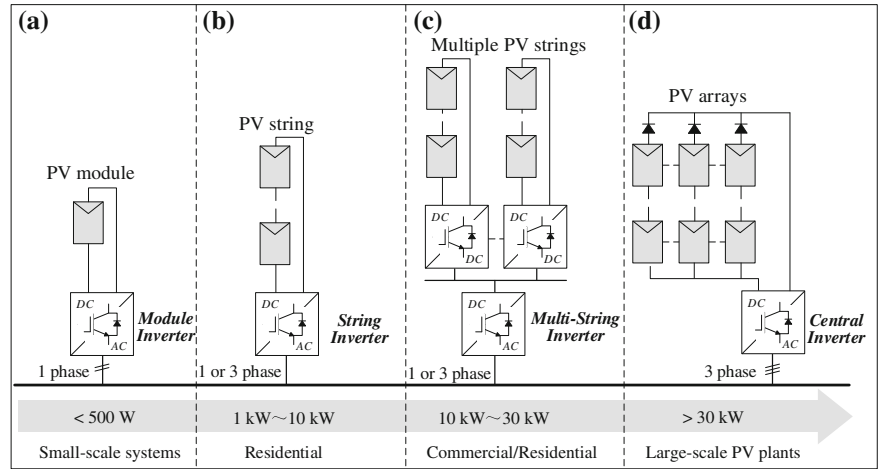 (a)
PV module
DC
AC
Module
Inverter
1 phase
< 500 W
Small-scale systems
(b)
PV string
DC
AC
String
Inverter
1 or 3 phase
1 kW~10 kW
Residential
(c)
Multiple PV strings
DC
DC
DC
DC
DC
AC
Multi-String
Inverter
1 or 3 phase
10 kW~30 kW
Commercial/Residential
(d)
PV arrays
DC
AC
Central
Inverter
3 phase
> 30 kW
Large-scale PV plants